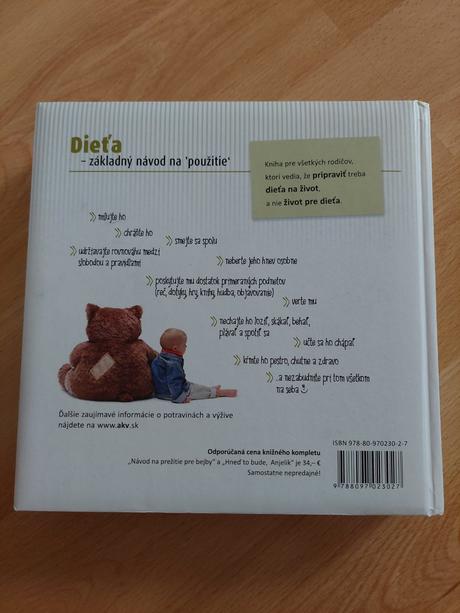 Dieťa
– základný návod na 'použitie'
Kniha pre všetkých rodičov,
ktorí vedia, že pripraviť treba
dieťa na život,
a nie život pre dieťa.
milujte ho
chráňte ho
smejte sa spolu
udržiavajte rovnováhu medzi
slobodou a pravidlami
neberte jeho hnev osobne
poskytujte mu dostatok primeraných podnetov
(reč, dotyky, hry, knihy, hudba, objavovanie)
verte mu
nechajte ho loziť, skákať, behať,
plávať a spotiť sa
učte sa ho chápať
kŕmte ho pestro, chutne a zdravo
..a nezabudnite pri tom všetkom
na seba
Ďalšie zaujímavé informácie o potravinách a výžive
nájdete na www.akv.sk
ISBN 978-80-970230-2-7
Odporúčaná cena knižného kompletu
„Návod na prežitie pre bejby" a „Hneď to bude, Anjelik" je 34,– €
Samostatne nepredajné!
9 788097 023027